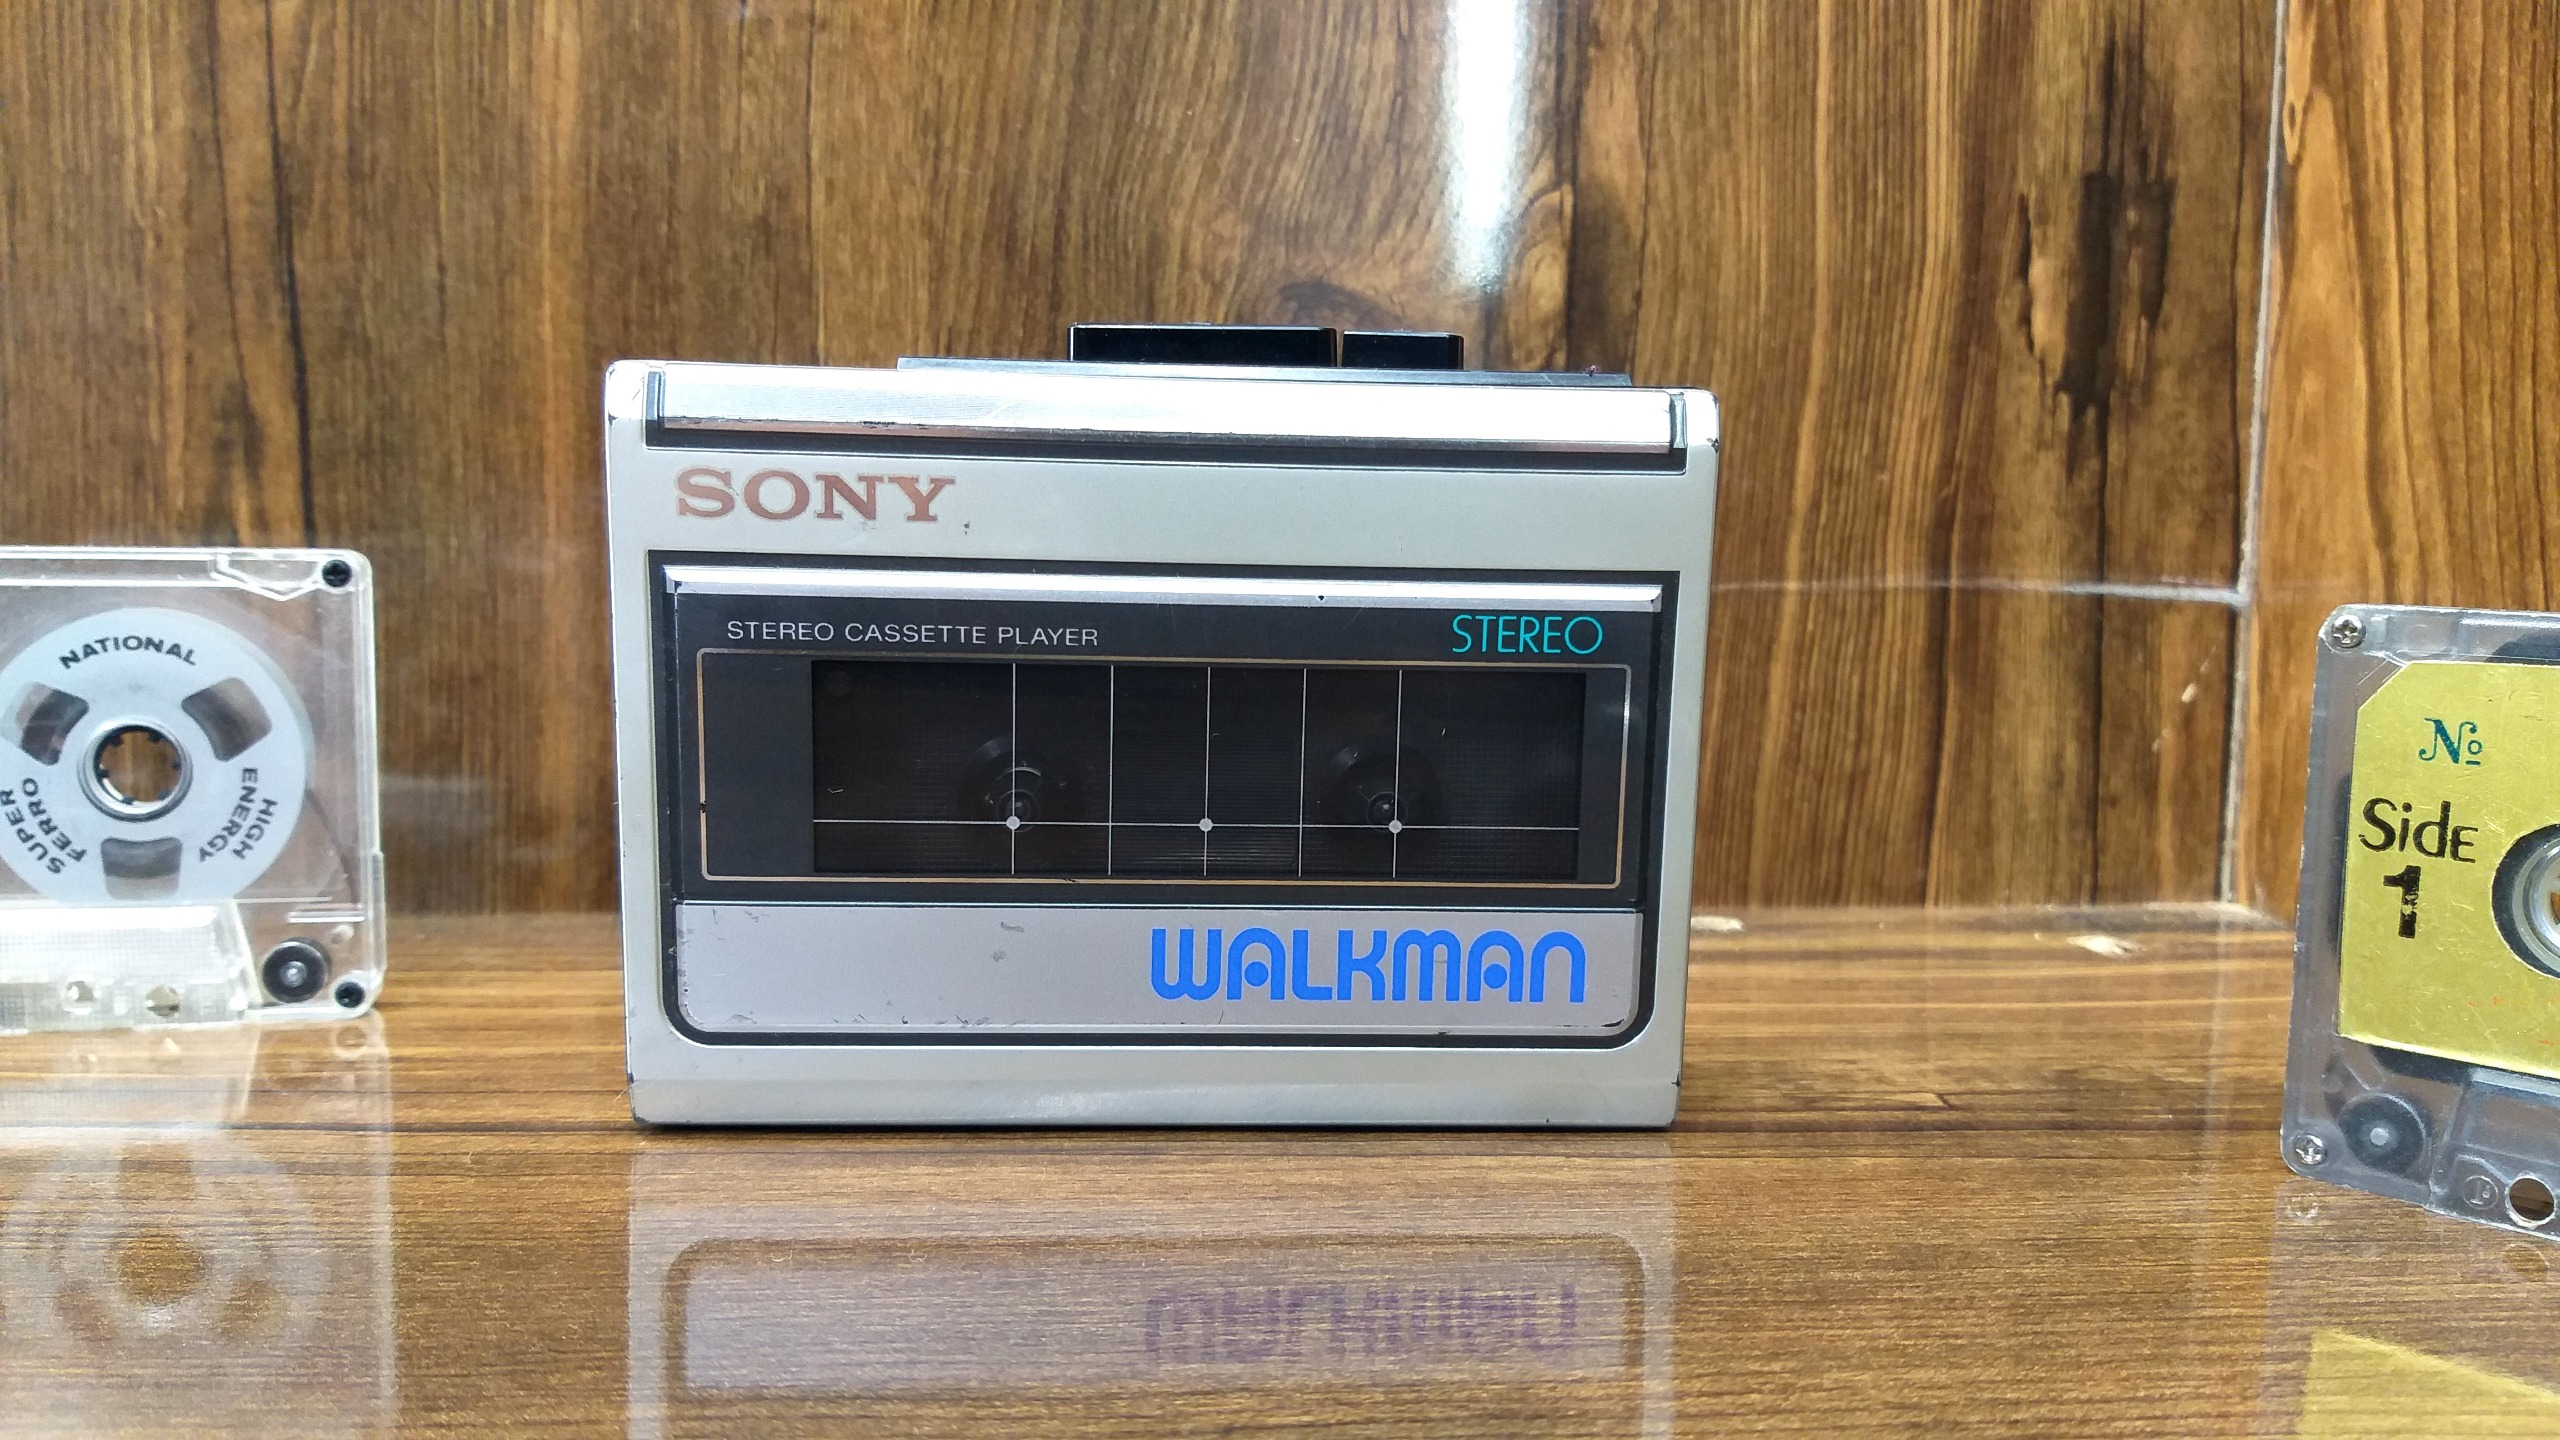 SONY
STEREO CASSETTE PLAYER
STEREO
WALKMAN
NATIONAL
HIGH ENERGY
SUPER FERRO
№
Side
1